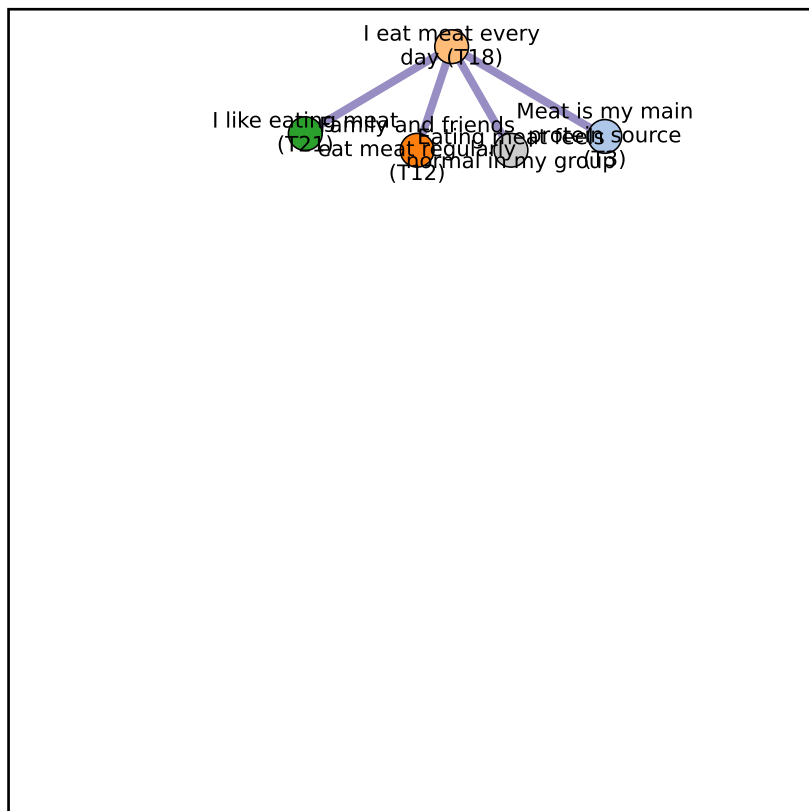 I eat meat every
day (T18)
I like eating meat
(T21)
Family and friends
eat meat regularly
(T12)
Eating meat feels
normal in my group
Meat is my main
protein source
(T3)